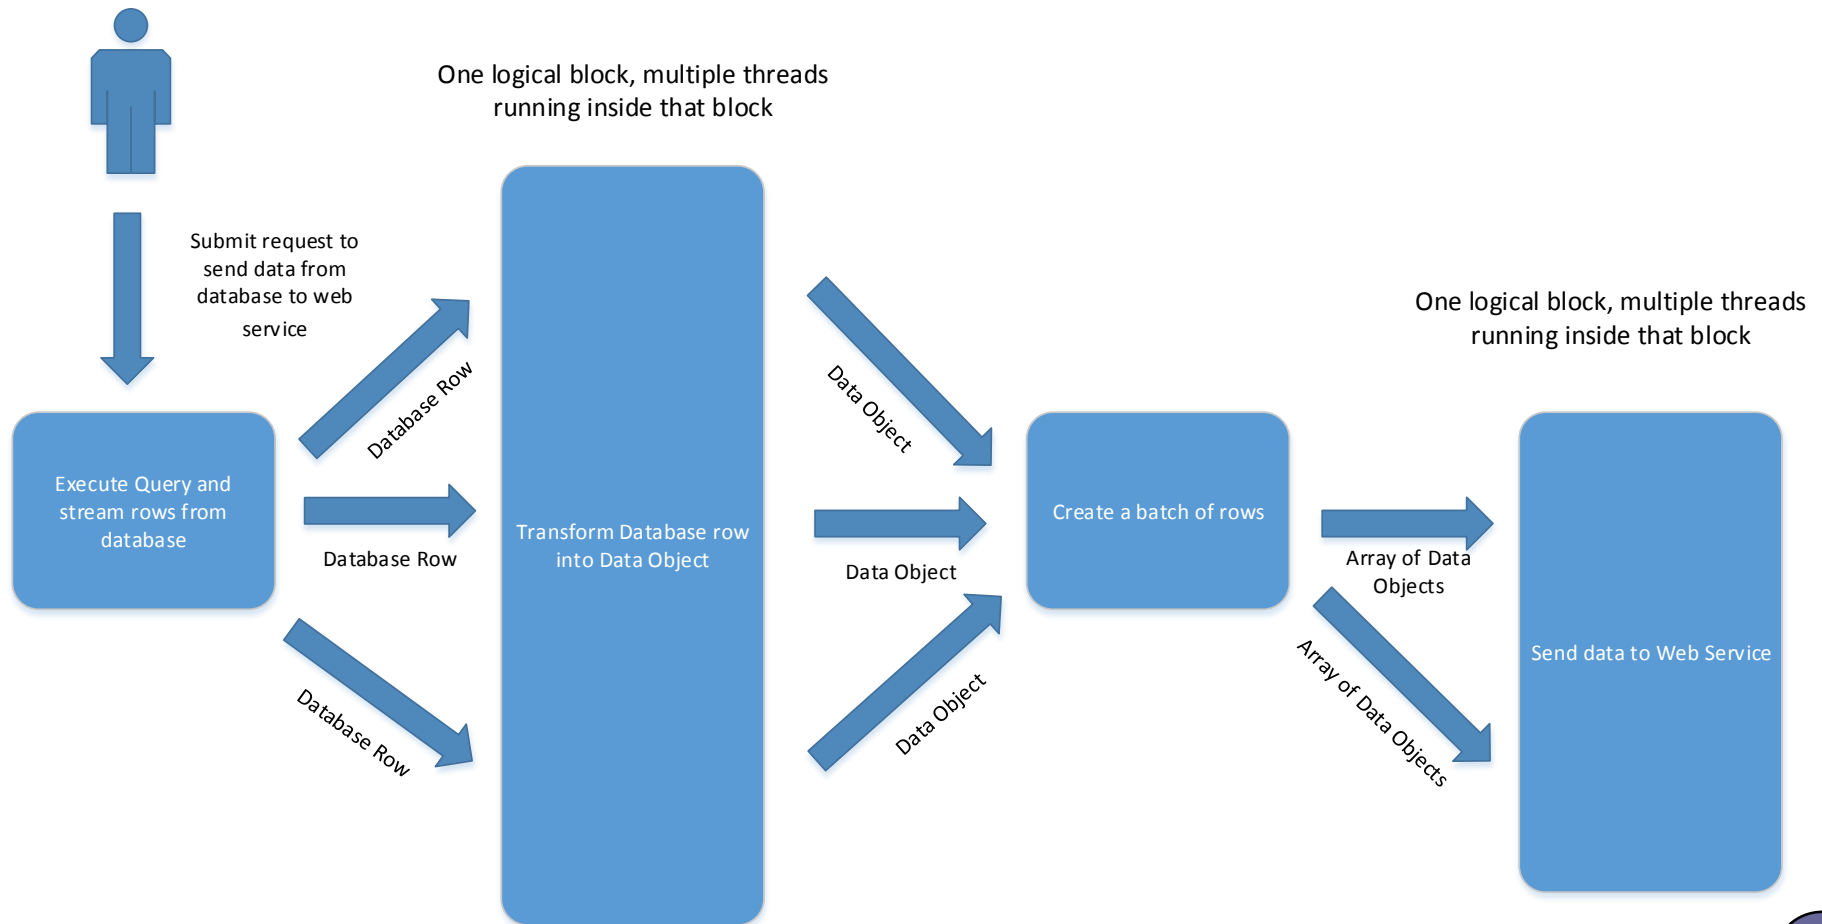 One logical block, multiple threads
running inside that block
Submit request to
send data from
database to web
service
One logical block, multiple threads
running inside that block
Database Row
Data Object
Execute Query and
stream rows from
database
Transform Database row
into Data Object
Create a batch of rows
Database Row
Data Object
Array of Data
Objects
Send data to Web Service
Database Row
Data Object
Array of Data Objects